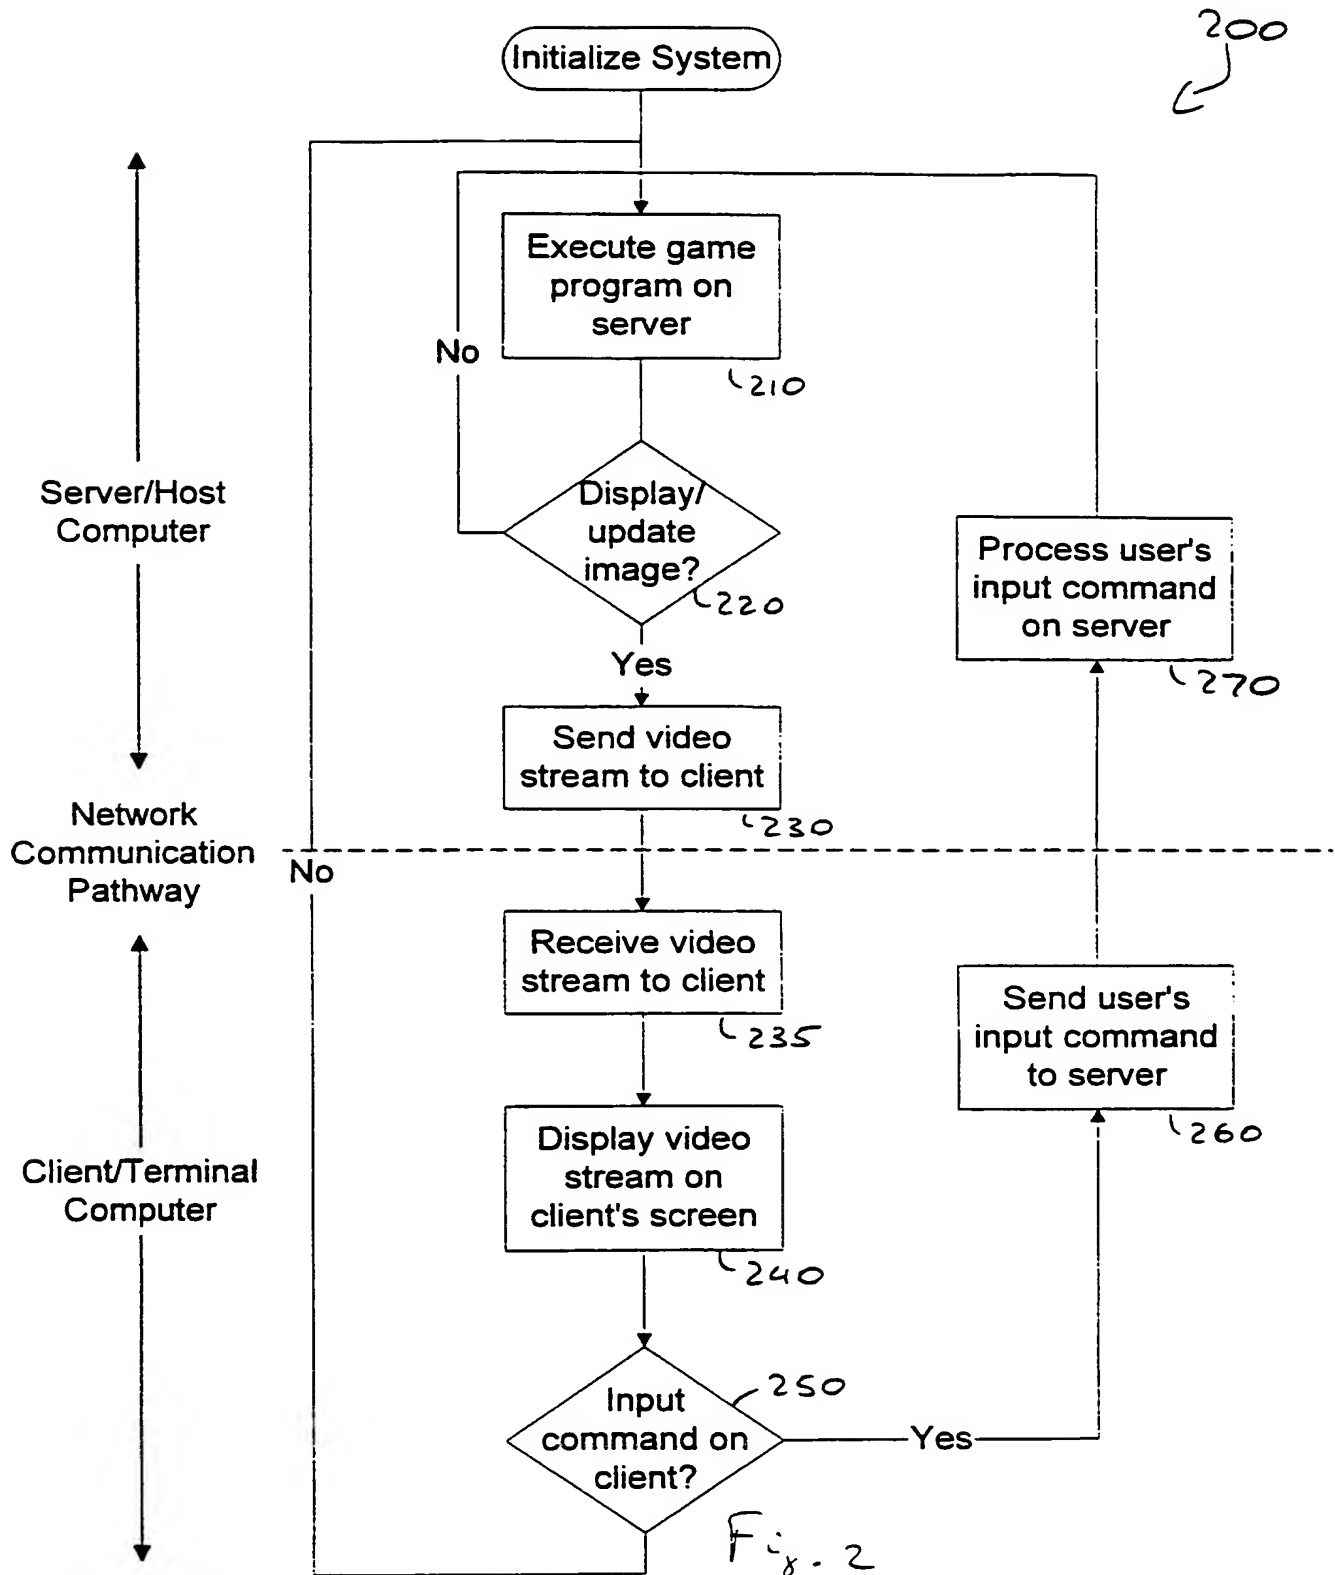 200
Initialize System
Execute game
program on
server
210
No
Display/
update
image?
220
Yes
Server/Host
Computer
Process user's
input command
on server
270
Send video
stream to client
230
Network
Communication
Pathway
No
Receive video
stream to client
235
Send user's
input command
to server
260
Display video
stream on
client's screen
240
Client/Terminal
Computer
Input
command on
client?
250
Yes
Fig. 2